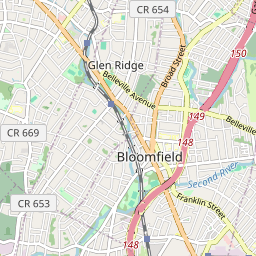 CR 654
150
Glen Ridge
Broad Street
Belleville Avenue
149
Belleville
CR 669
148
Bloomfield
Second River
CR 653
Franklin Street
148